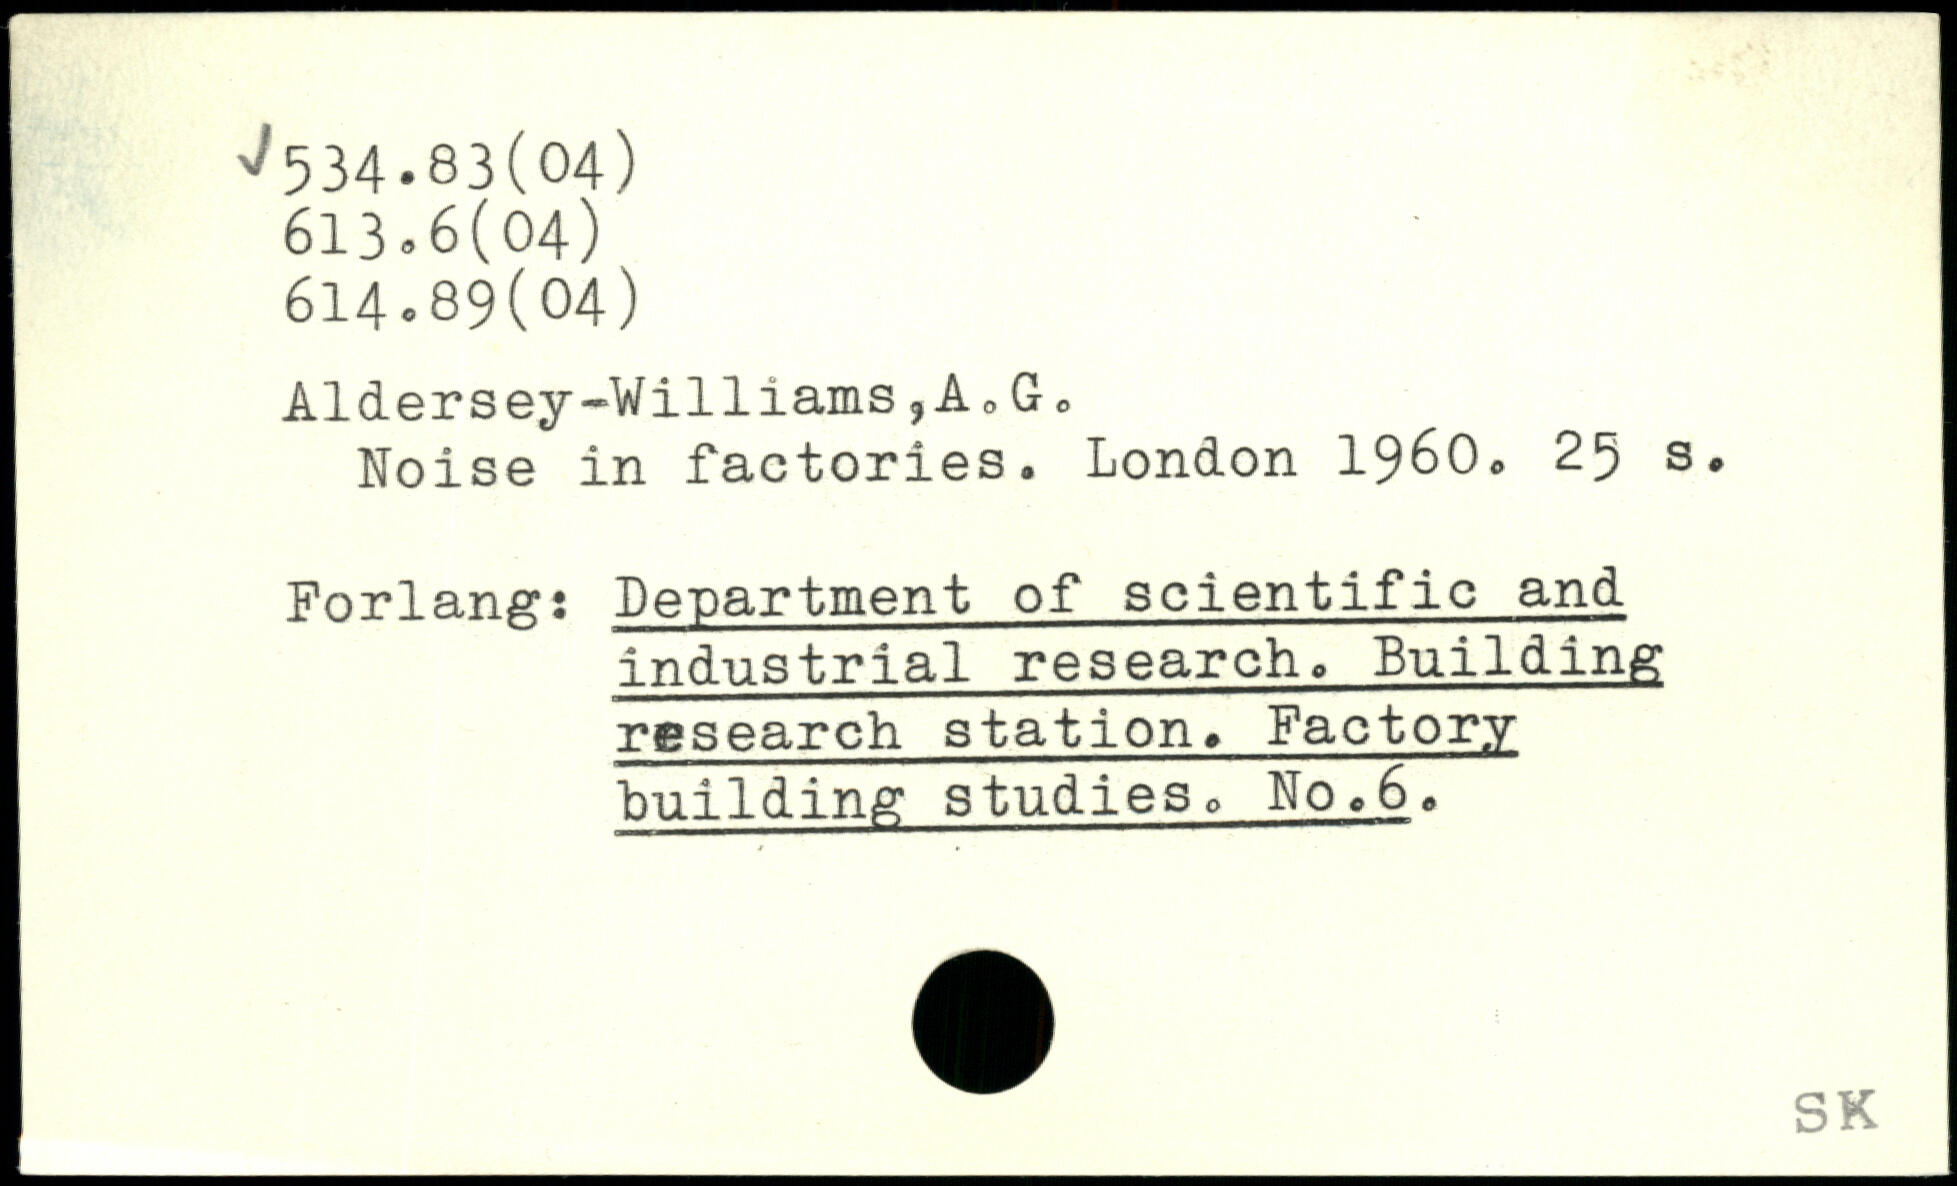 534.83(04)
613.6(04)
614.89(04)
Aldersey-Williams,A.G.
Noise in factories. London 1960. 25 s.
Forlang: Department of scientific and
industrial research. Building
research station. Factory
building studies. No.6.
SK